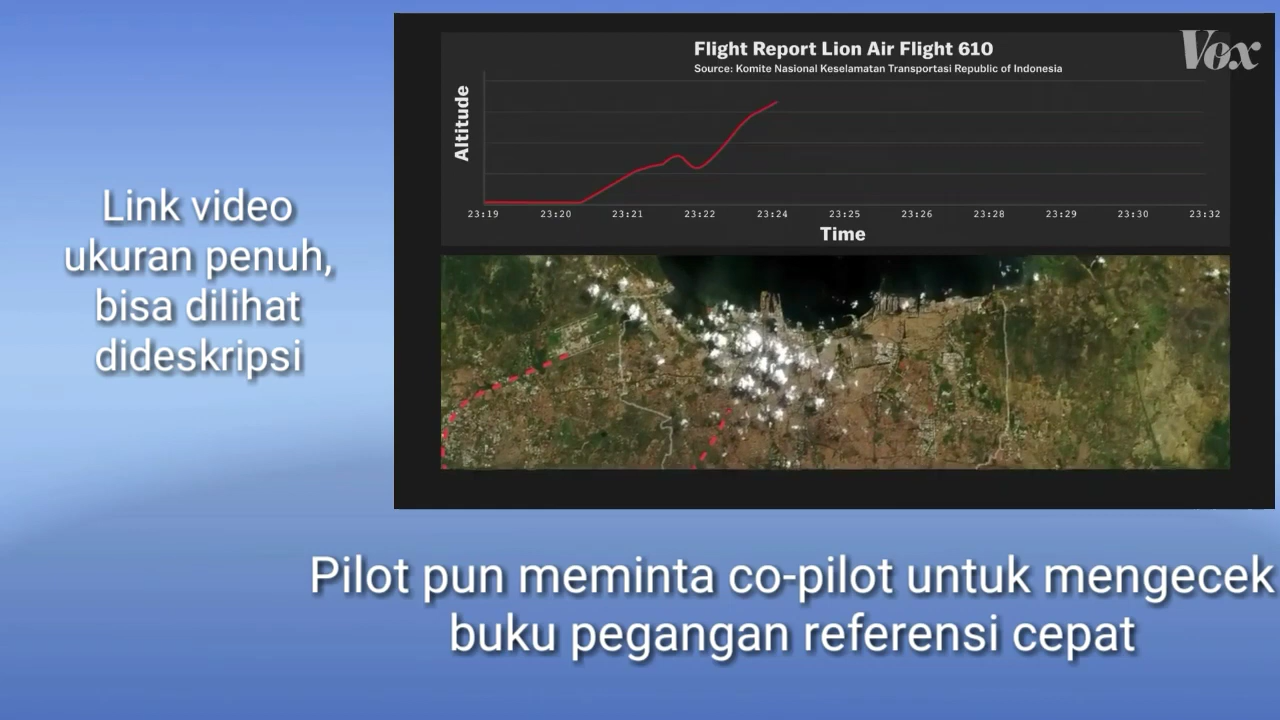 Vox
Flight Report Lion Air Flight 610
Source: Komite Nasional Keselamatan Transportasi Republic of Indonesia
Altitude
23:19 23:20 23:21 23:22 23:24 23:25 23:26 23:28 23:29 23:30 23:32
Time
Link video
ukuran penuh,
bisa dilihat
dideskripsi
Pilot pun meminta co-pilot untuk mengecek
buku pegangan referensi cepat